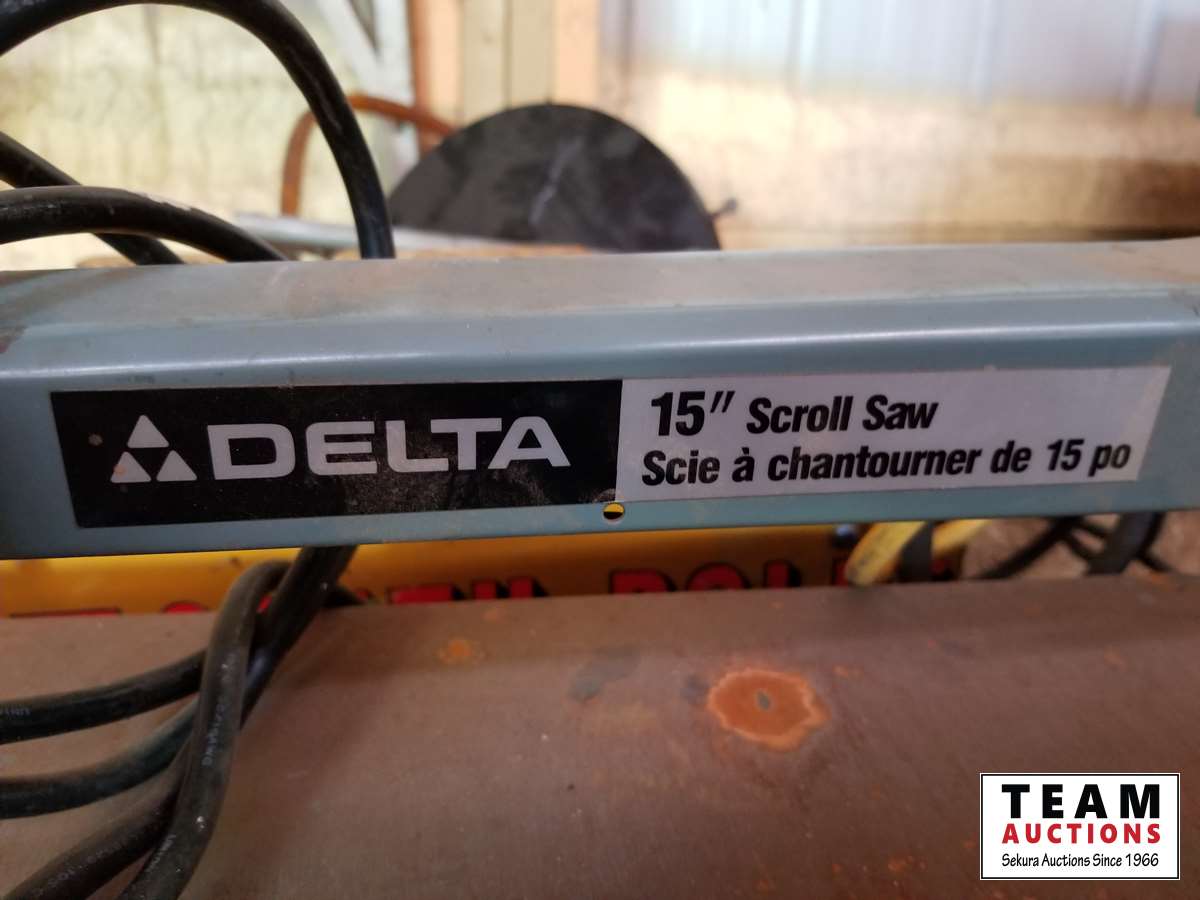 DELTA
15" Scroll Saw
Scie à chantourner de 15 po
TEAM
AUCTIONS
Sekura Auctions Since 1966